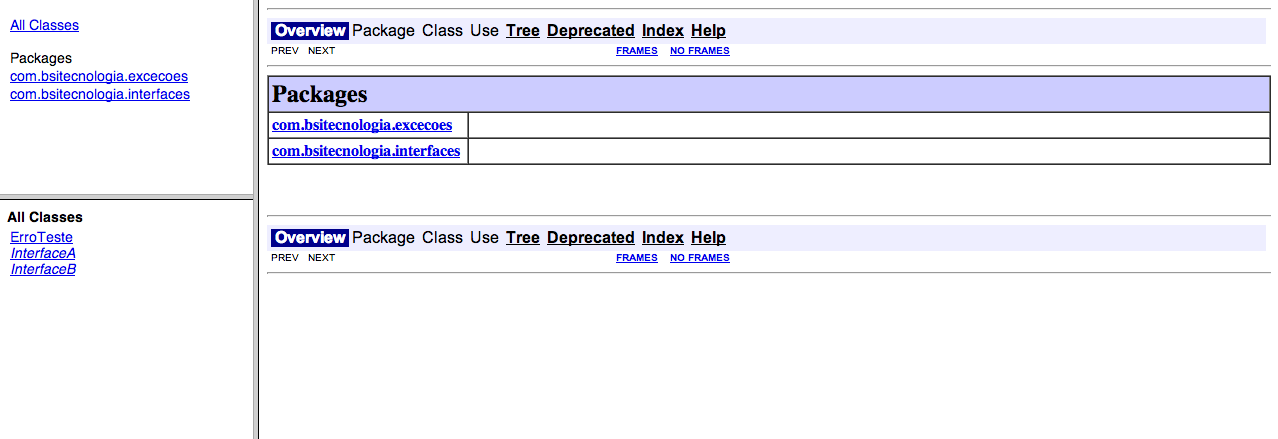 All Classes
Packages
com.bsitecnologia.excecoes
com.bsitecnologia.interfaces
All Classes
ErroTeste
InterfaceA
InterfaceB
Overview Package Class Use Tree Deprecated Index Help
PREV NEXT FRAMES NO FRAMES
Packages
com.bsitecnologia.excecoes
com.bsitecnologia.interfaces
Overview Package Class Use Tree Deprecated Index Help
PREV NEXT FRAMES NO FRAMES